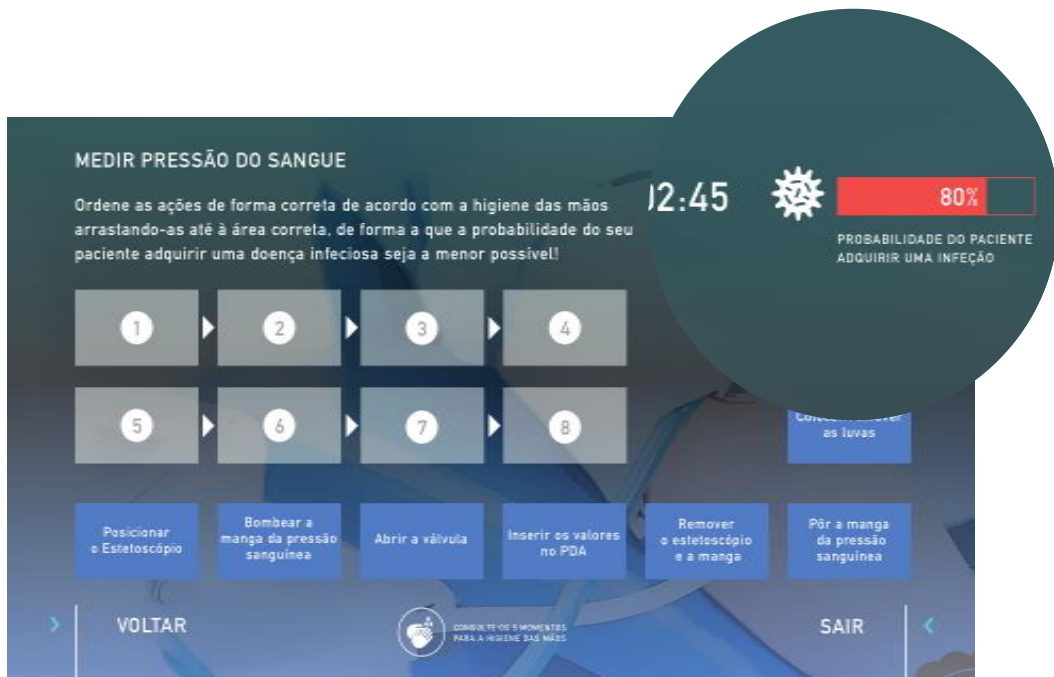 MEDIR PRESSÃO DO SANGUE
Ordene as ações de forma correta de acordo com a higiene das mãos
arrastando-as até à área correta, de forma a que a probabilidade do seu
paciente adquirir uma doença infeciosa seja a menor possível!
02:45
80%
PROBABILIDADE DO PACIENTE
ADQUIRIR UMA INFEÇÃO
1
2
3
4
5
6
7
8
as luvas
Posicionar
o Estetoscópio
Bombear a
manga da pressão
sanguínea
Abrir a válvula
Inserir os valores
no PDA
Remover
o estetoscópio
e a manga
Pôr a manga
da pressão
sanguínea
VOLTAR
CONSULTE OS 5 MOMENTOS
PARA A HIGIENE DAS MÃOS
SAIR